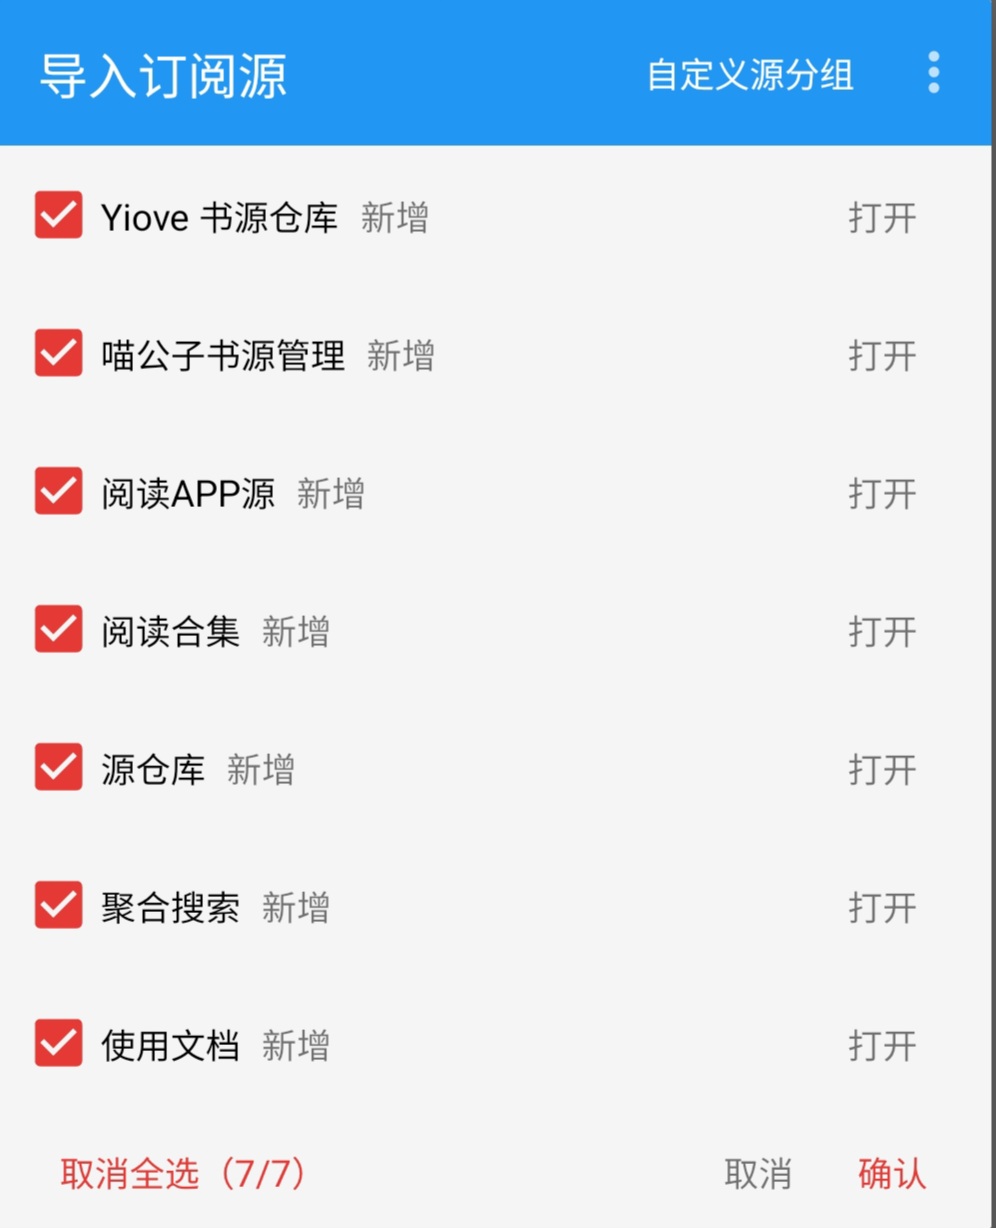 导入订阅源 自定义源分组
Yiove 书源仓库 新增 打开
喵公子书源管理 新增 打开
阅读APP源 新增 打开
阅读合集 新增 打开
源仓库 新增 打开
聚合搜索 新增 打开
使用文档 新增 打开
取消全选（7/7） 取消 确认